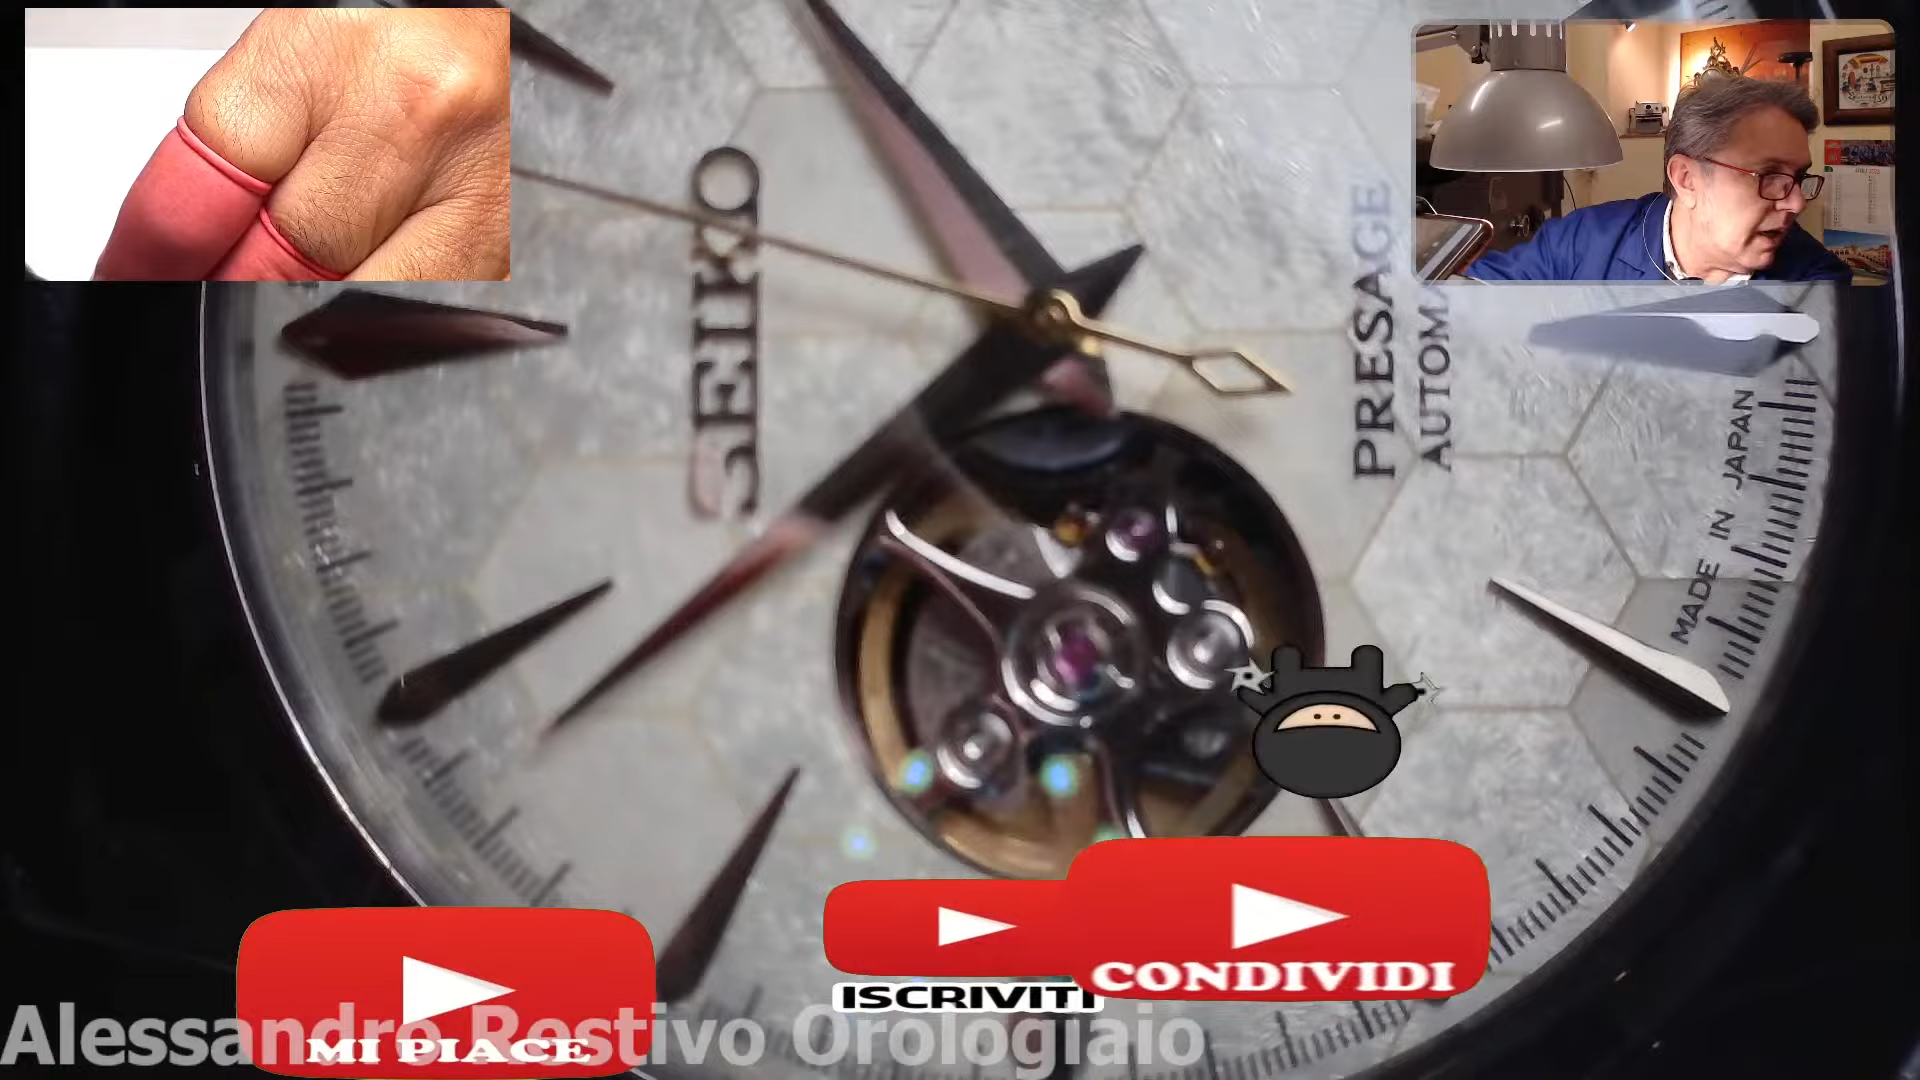 SEIKO
PRESAGE
AUTOM
MADE IN JAPAN
CONDIVIDI
ISCRIVITI
Alessandro Restivo Orologiaio
MI PIACE